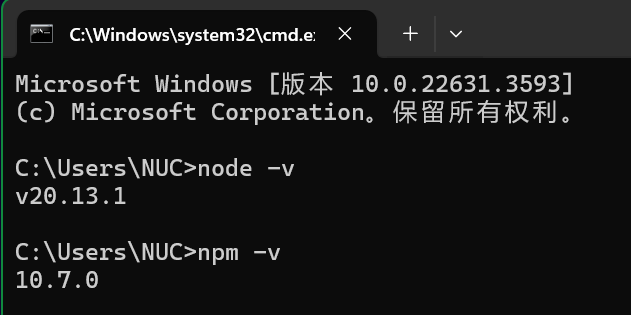 C:\Windows\system32\cmd.e
Microsoft Windows [版本 10.0.22631.3593]
(c) Microsoft Corporation。保留所有权利。
C:\Users\NUC>node -v
v20.13.1
C:\Users\NUC>npm -v
10.7.0